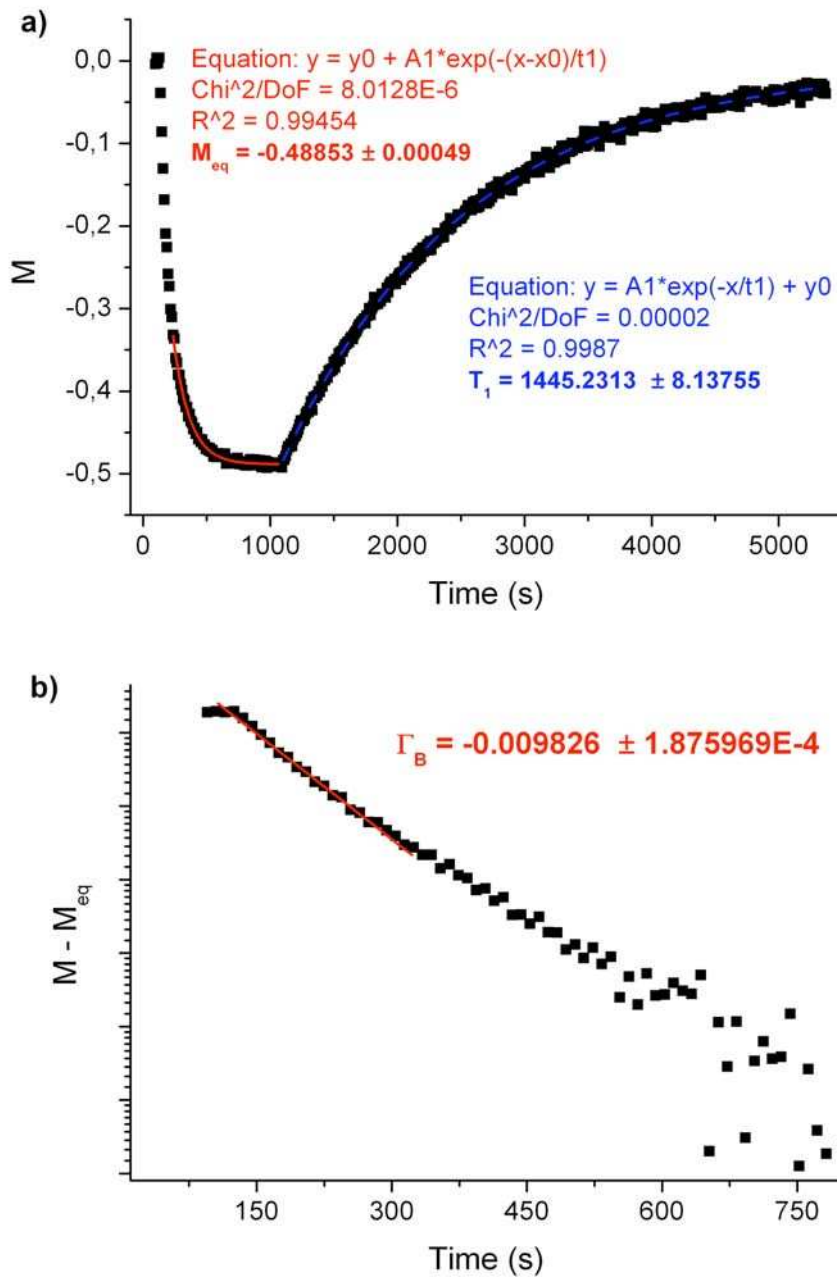 a)
0,0
-0,1
-0,2
-0,3
-0,4
-0,5
M
Equation: y = y0 + A1*exp(-(x-x0)/t1)
Chi^2/DoF = 8.0128E-6
R^2 = 0.99454
M_eq = -0.48853 ± 0.00049
Equation: y = A1*exp(-x/t1) + y0
Chi^2/DoF = 0.00002
R^2 = 0.9987
T_1 = 1445.2313 ± 8.13755
0 1000 2000 3000 4000 5000
Time (s)
b)
Γ_B = -0.009826 ± 1.875969E-4
M - M_eq
150 300 450 600 750
Time (s)